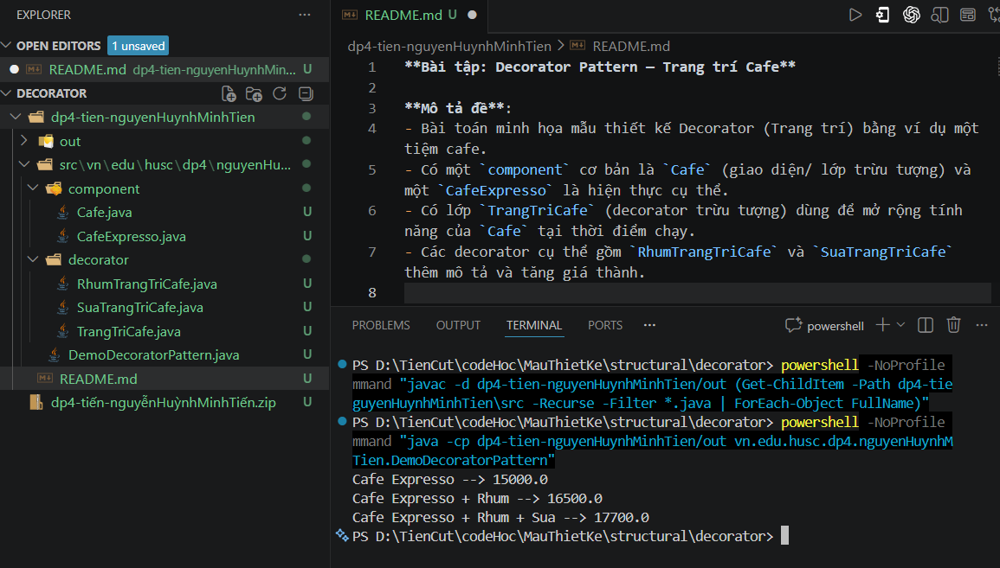 EXPLORER
OPEN EDITORS 1 unsaved
README.md dp4-tien-nguyenHuynhMin... U
DECORATOR
dp4-tien-nguyenHuynhMinhTien
out
src\vn\edu\husc\dp4\nguyenHu...
component
Cafe.java U
CafeExpresso.java U
decorator
RhumTrangTriCafe.java U
SuaTrangTriCafe.java U
TrangTriCafe.java U
DemoDecoratorPattern.java U
README.md U
dp4-tiến-nguyễnHuỳnhMinhTiến.zip U
README.md U
dp4-tien-nguyenHuynhMinhTien > README.md
1 **Bài tập: Decorator Pattern — Trang trí Cafe**
2
3 **Mô tả đề**:
4 - Bài toán minh họa mẫu thiết kế Decorator (Trang trí) bằng ví dụ một
tiệm cafe.
5 - Có một `component` cơ bản là `Cafe` (giao diện/ lớp trừu tượng) và
một `CafeExpresso` là hiện thực cụ thể.
6 - Có lớp `TrangTriCafe` (decorator trừu tượng) dùng để mở rộng tính
năng của `Cafe` tại thời điểm chạy.
7 - Các decorator cụ thể gồm `RhumTrangTriCafe` và `SuaTrangTriCafe`
thêm mô tả và tăng giá thành.
8
PROBLEMS OUTPUT TERMINAL PORTS ... powershell
PS D:\TienCut\codeHoc\MauThietKe\structural\decorator> powershell -NoProfile
mmand "javac -d dp4-tien-nguyenHuynhMinhTien/out (Get-ChildItem -Path dp4-tie
guyenHuynhMinhTien\src -Recurse -Filter *.java | ForEach-Object FullName)"
PS D:\TienCut\codeHoc\MauThietKe\structural\decorator> powershell -NoProfile
mmand "java -cp dp4-tien-nguyenHuynhMinhTien/out vn.edu.husc.dp4.nguyenHuynhM
Tien.DemoDecoratorPattern"
Cafe Expresso --> 15000.0
Cafe Expresso + Rhum --> 16500.0
Cafe Expresso + Rhum + Sua --> 17700.0
PS D:\TienCut\codeHoc\MauThietKe\structural\decorator>